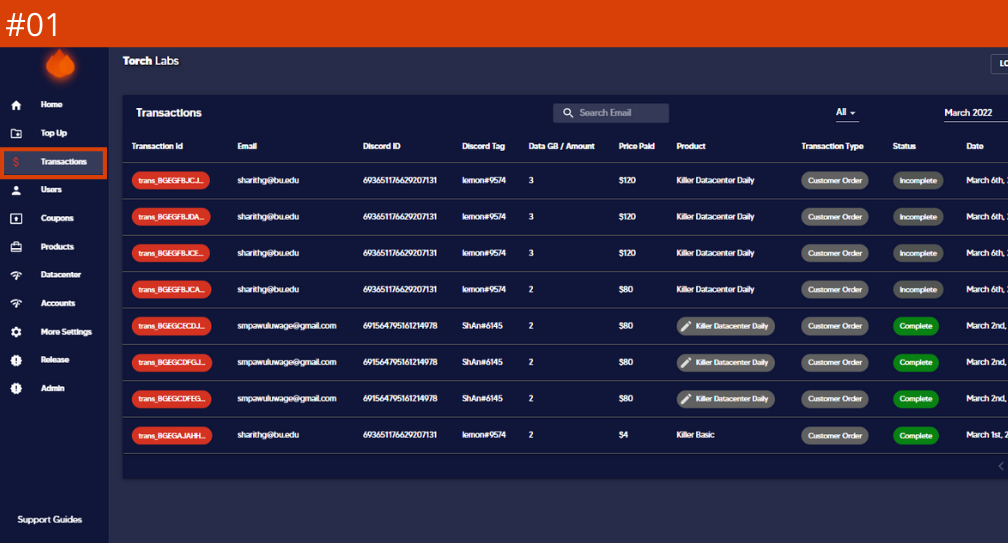 #01
Torch Labs
LO
Home
Top Up
Transactions
Users
Coupons
Products
Datacenter
Accounts
More Settings
Release
Admin
Support Guides
Transactions Search Email All March 2022
Transaction Id Email Discord ID Discord Tag Data GB / Amount Price Paid Product Transaction Type Status Date
trans_BGEGFBJCJ... sharithg@bu.edu 693651176629207131 lemon#9574 3 $120 Killer Datacenter Daily Customer Order Incomplete March 6th,
trans_BGEGFBJDA... sharithg@bu.edu 693651176629207131 lemon#9574 3 $120 Killer Datacenter Daily Customer Order Incomplete March 6th,
trans_BGEGFBJCE... sharithg@bu.edu 693651176629207131 lemon#9574 3 $120 Killer Datacenter Daily Customer Order Incomplete March 6th,
trans_BGEGFBJCA... sharithg@bu.edu 693651176629207131 lemon#9574 2 $80 Killer Datacenter Daily Customer Order Incomplete March 6th,
trans_BGEGCECDJ... smpawuluwage@gmail.com 691564795161214978 ShAn#6145 2 $80 Killer Datacenter Daily Customer Order Complete March 2nd,
trans_BGEGCDFGJ... smpawuluwage@gmail.com 691564795161214978 ShAn#6145 2 $80 Killer Datacenter Daily Customer Order Complete March 2nd,
trans_BGEGCDFEG... smpawuluwage@gmail.com 691564795161214978 ShAn#6145 2 $80 Killer Datacenter Daily Customer Order Complete March 2nd,
trans_BGEGAJAHH... sharithg@bu.edu 693651176629207131 lemon#9574 2 $4 Killer Basic Customer Order Complete March 1st, 2